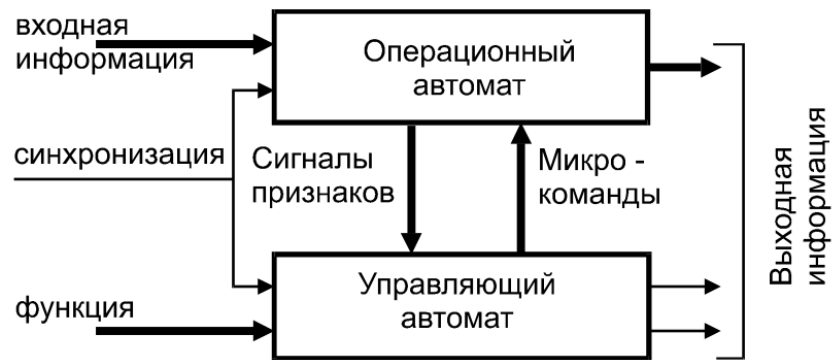 входная
информация
Операционный
автомат
синхронизация
Сигналы
признаков
Микро -
команды
функция
Управляющий
автомат
Выходная
информация